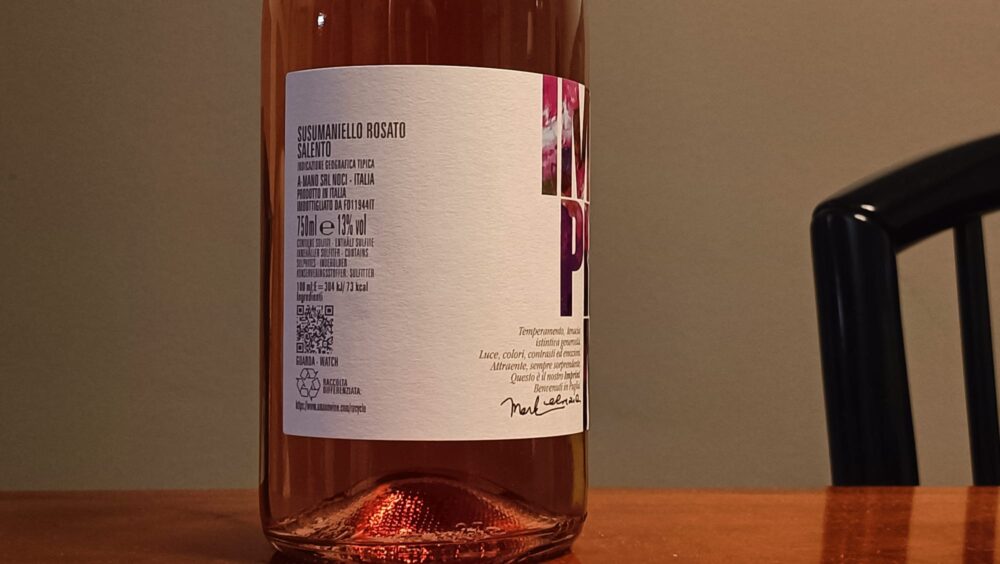 SUSUMANIELLO ROSATO
SALENTO
INDICAZIONE GEOGRAFICA TIPICA
A-MANO SRL NOCI - ITALIA
PRODOTTO IN ITALIA
IMBOTTIGLIATO DA FD11944IT
750ml e 13% vol
CONTIENE SOLFITI - ENTHÄLT SULFITE
INNEHÅLLER SULFITER - CONTAINS
SULPHITES - INDEHOLDER
KONSERVERINGSSTOFFER: SULFITTER
100 ml: E = 304 kJ/ 73 kcal
Ingredienti
GUARDA - WATCH
RACCOLTA
DIFFERENZIATA:
IM
P
Temperamento,
istintiva generosità.
Luce, colori, contrasti ed emozioni.
Attraente, sempre sorprendente.
Questo è il nostro Imprint
Benvenuti in Puglia
Mark